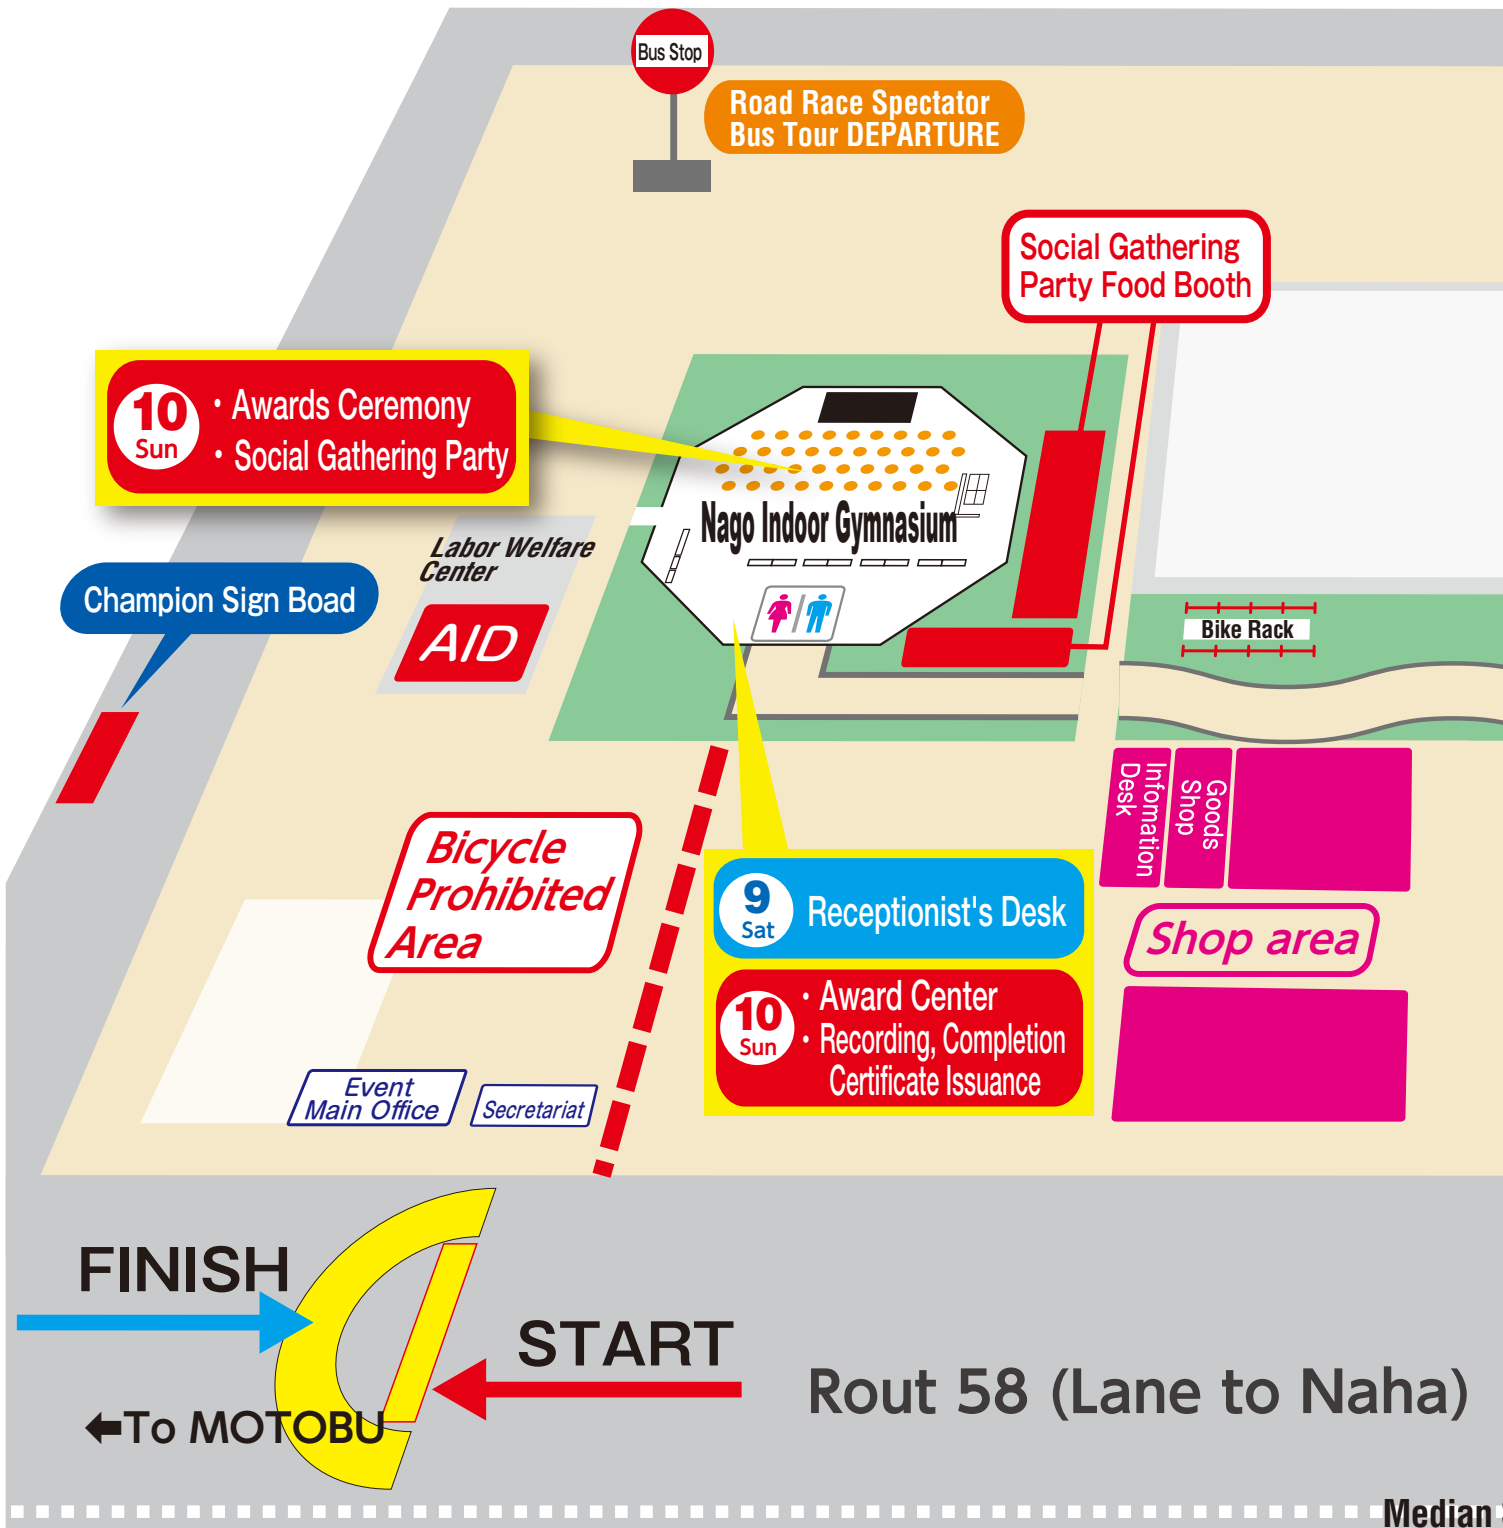 Bus Stop
Road Race Spectator
Bus Tour DEPARTURE
Social Gathering
Party Food Booth
10
Sun
・Awards Ceremony
・Social Gathering Party
Nago Indoor Gymnasium
Labor Welfare
Center
AID
Champion Sign Boad
Bike Rack
Infomation
Desk
Goods
Shop
Bicycle
Prohibited
Area
9
Sat
Receptionist's Desk
10
Sun
・Award Center
・Recording, Completion
Certificate Issuance
Shop area
Event
Main Office
Secretariat
FINISH
START
Rout 58 (Lane to Naha)
←To MOTOBU
Median